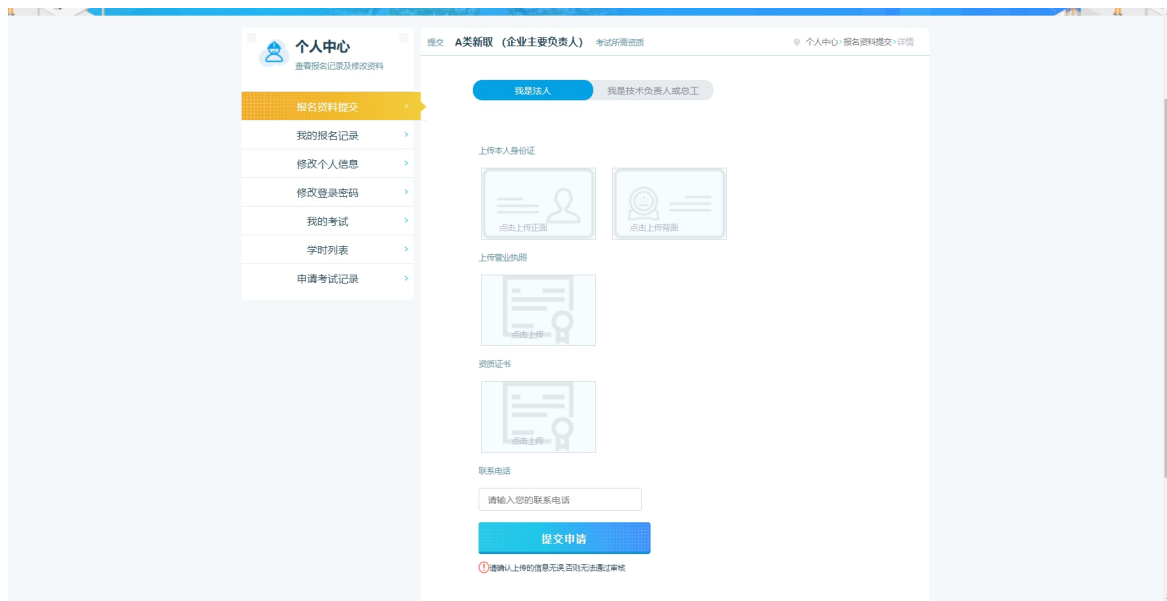 个人中心
查看报名记录及修改资料
报名资料提交
我的报名记录
修改个人信息
修改登录密码
我的考试
学时列表
申请考试记录
提交 A类新取 （企业主要负责人） 考试所需资质
个人中心>报名资料提交>详情
我是法人 我是技术负责人或总工
上传本人身份证
点击上传正面 点击上传背面
上传营业执照
点击上传
资质证书
点击上传
联系电话
请输入您的联系电话
提交申请
请确认上传的信息无误,否则无法通过审核